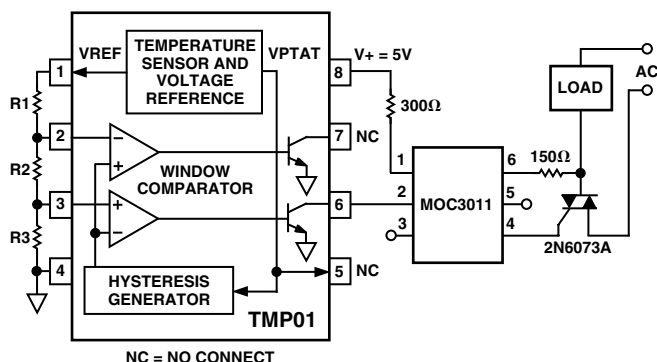 VREF
TEMPERATURE
SENSOR AND
VOLTAGE
REFERENCE
VPTAT
V+ = 5V
1
8
R1
300Ω
LOAD
AC
2
7
NC
R2
WINDOW
COMPARATOR
1
6
150Ω
3
6
2
MOC3011
5
R3
3
4
2N6073A
4
HYSTERESIS
GENERATOR
5
NC
TMP01
NC = NO CONNECT